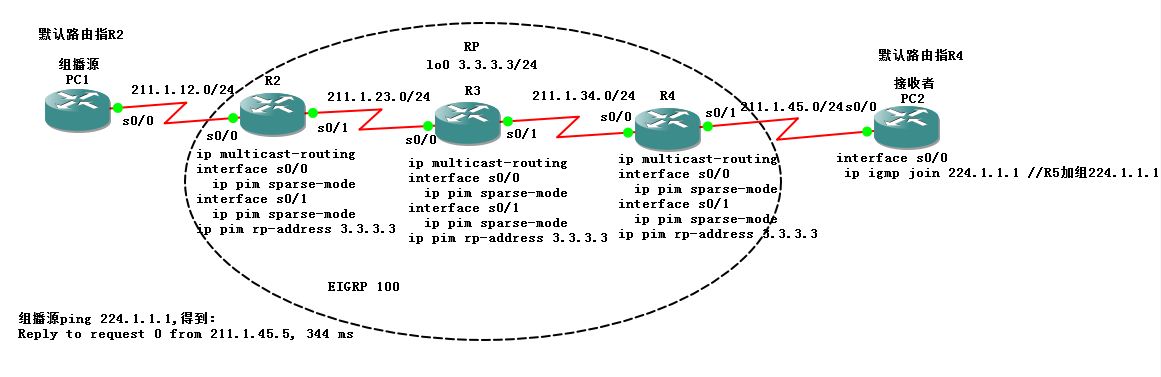 默认路由指R2
组播源
PC1
s0/0
211.1.12.0/24
R2
s0/0
s0/1
ip multicast-routing
interface s0/0
ip pim sparse-mode
interface s0/1
ip pim sparse-mode
ip pim rp-address 3.3.3.3
211.1.23.0/24
RP
lo0 3.3.3.3/24
R3
s0/0
s0/1
ip multicast-routing
interface s0/0
ip pim sparse-mode
interface s0/1
ip pim sparse-mode
ip pim rp-address 3.3.3.3
211.1.34.0/24
R4
s0/0
s0/1
ip multicast-routing
interface s0/0
ip pim sparse-mode
interface s0/1
ip pim sparse-mode
ip pim rp-address 3.3.3.3
211.1.45.0/24
默认路由指R4
接收者
PC2
s0/0
interface s0/0
ip igmp join 224.1.1.1 //R5加组224.1.1.1
EIGRP 100
组播源ping 224.1.1.1,得到:
Reply to request 0 from 211.1.45.5, 344 ms